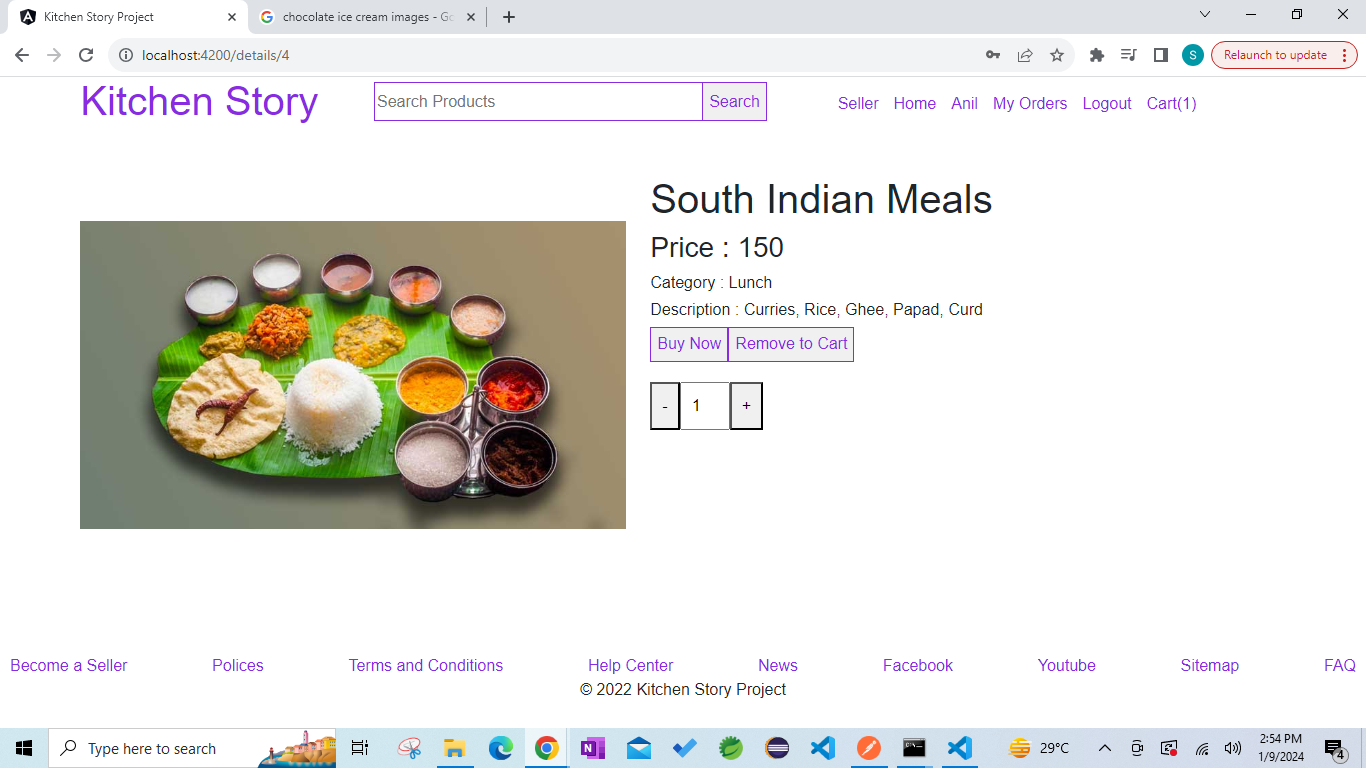 Kitchen Story Project
chocolate ice cream images - Go
localhost:4200/details/4
S
Relaunch to update
Kitchen Story
Search Products
Search
Seller Home Anil My Orders Logout Cart(1)
South Indian Meals
Price : 150
Category : Lunch
Description : Curries, Rice, Ghee, Papad, Curd
Buy Now Remove to Cart
- 1 +
Become a Seller Polices Terms and Conditions Help Center News Facebook Youtube Sitemap FAQ
© 2022 Kitchen Story Project
Type here to search
29°C
2:54 PM
1/9/2024
4